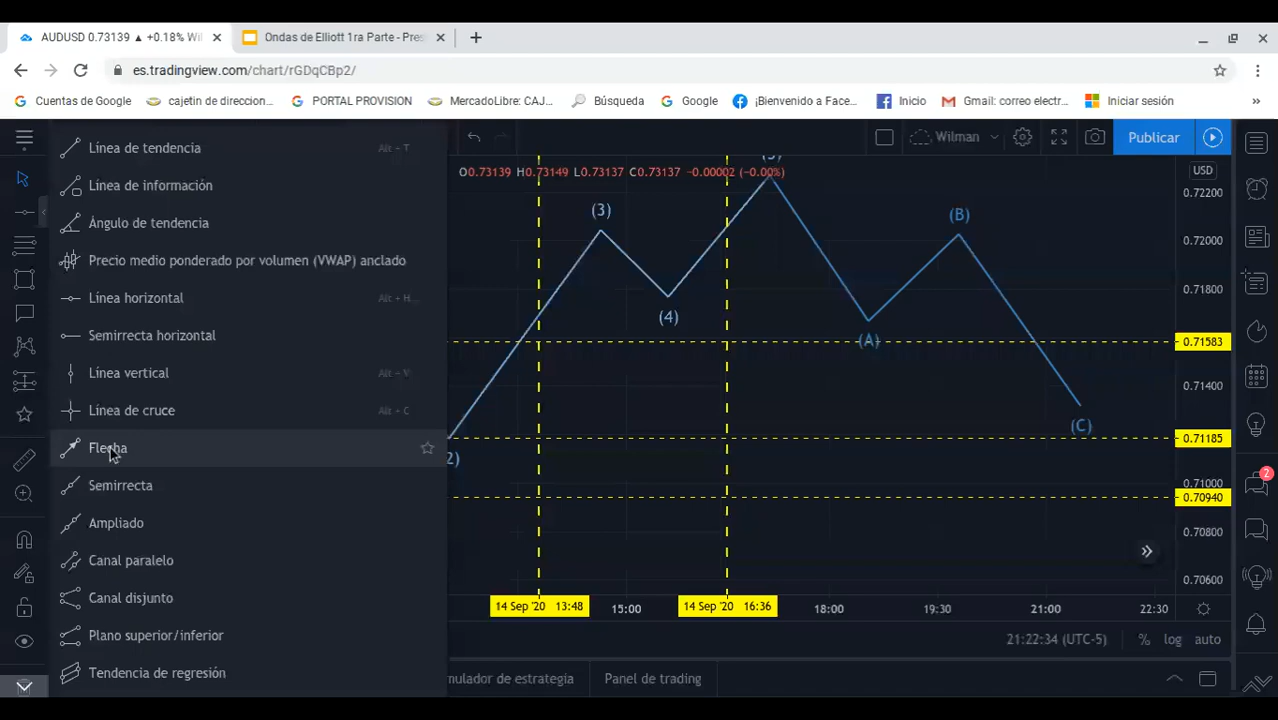 AUDUSD 0.73139 ▲ +0.18% Wil
Ondas de Elliott 1ra Parte - Pres
es.tradingview.com/chart/rGDqCBp2/
Cuentas de Google
cajetin de direccion...
PORTAL PROVISION
MercadoLibre: CAJ...
Búsqueda
Google
¡Bienvenido a Face...
Inicio
Gmail: correo electr...
Iniciar sesión
»
Wilman
Publicar
Línea de tendencia Alt + T
Línea de información
Ángulo de tendencia
Precio medio ponderado por volumen (VWAP) anclado
Línea horizontal Alt + H
Semirrecta horizontal
Línea vertical Alt + V
Línea de cruce Alt + C
Flecha
Semirrecta
Ampliado
Canal paralelo
Canal disjunto
Plano superior/inferior
Tendencia de regresión
O0.73139 H0.73149 L0.73137 C0.73137 −0.00002 (−0.00%)
(3)
(4)
(A)
(B)
(C)
2)
USD
0.72200
0.72000
0.71800
0.71583
0.71400
0.71185
0.71000
0.70940
0.70800
0.70600
2
14 Sep '20 13:48
15:00
14 Sep '20 16:36
18:00
19:30
21:00
22:30
21:22:34 (UTC-5)
%
log
auto
mulador de estrategia
Panel de trading